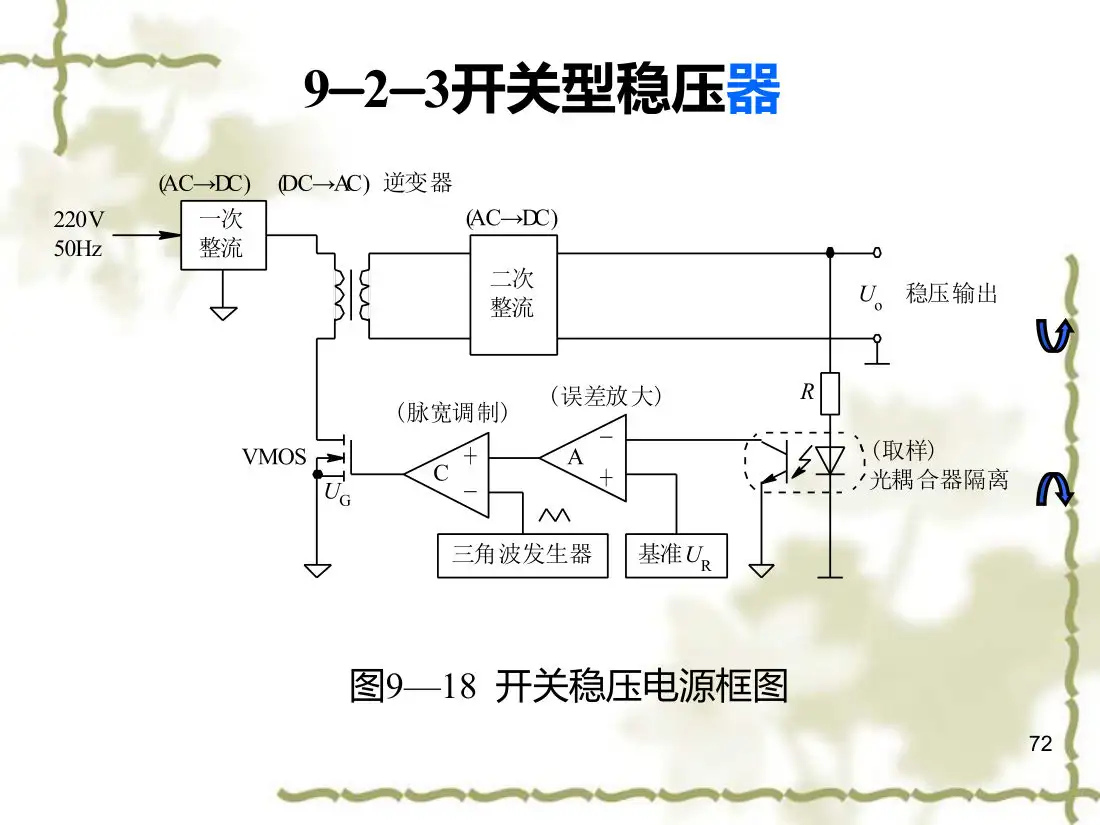 9–2–3开关型稳压器
(AC→DC) (DC→AC) 逆变器
(AC→DC)
220V
50Hz
一次
整流
二次
整流
Uo 稳压输出
R
(误差放大)
(脉宽调制)
VMOS
UG
C
+
−
A
−
+
(取样)
光耦合器隔离
三角波发生器
基准UR
图9—18 开关稳压电源框图
72